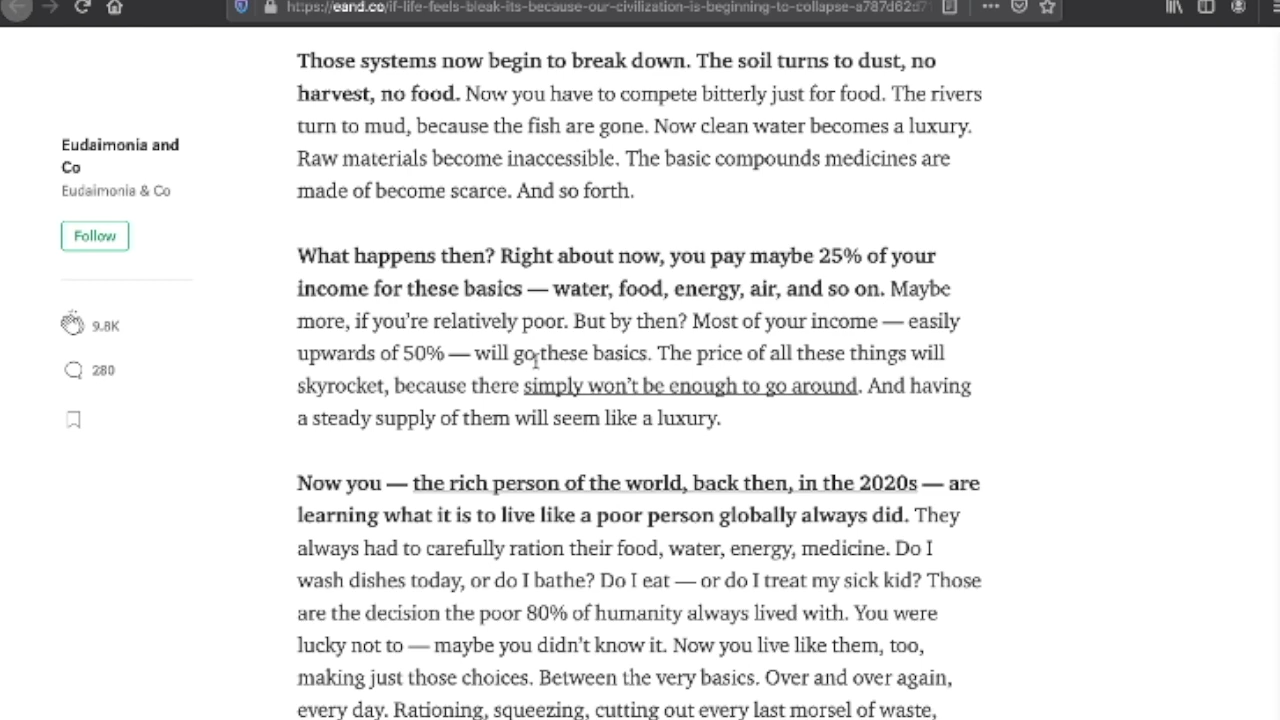 https://eand.co/if-life-feels-bleak-its-because-our-civilization-is-beginning-to-collapse-a787d62d7
Those systems now begin to break down. The soil turns to dust, no
harvest, no food. Now you have to compete bitterly just for food. The rivers
turn to mud, because the fish are gone. Now clean water becomes a luxury.
Raw materials become inaccessible. The basic compounds medicines are
made of become scarce. And so forth.
Eudaimonia and
Co
Eudaimonia & Co
Follow
9.8K
280
What happens then? Right about now, you pay maybe 25% of your
income for these basics — water, food, energy, air, and so on. Maybe
more, if you’re relatively poor. But by then? Most of your income — easily
upwards of 50% — will go these basics. The price of all these things will
skyrocket, because there simply won’t be enough to go around. And having
a steady supply of them will seem like a luxury.
Now you — the rich person of the world, back then, in the 2020s — are
learning what it is to live like a poor person globally always did. They
always had to carefully ration their food, water, energy, medicine. Do I
wash dishes today, or do I bathe? Do I eat — or do I treat my sick kid? Those
are the decision the poor 80% of humanity always lived with. You were
lucky not to — maybe you didn’t know it. Now you live like them, too,
making just those choices. Between the very basics. Over and over again,
every day. Rationing, squeezing, cutting out every last morsel of waste,